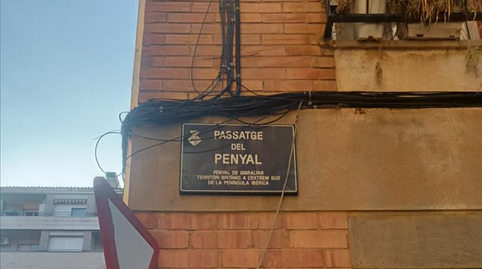 PASSATGE
DEL
PENYAL
PENYAL DE GIBRALTAR
TERRITORI BRITÀNIC A L'EXTREM SUD
DE LA PENÍNSULA IBÈRICA